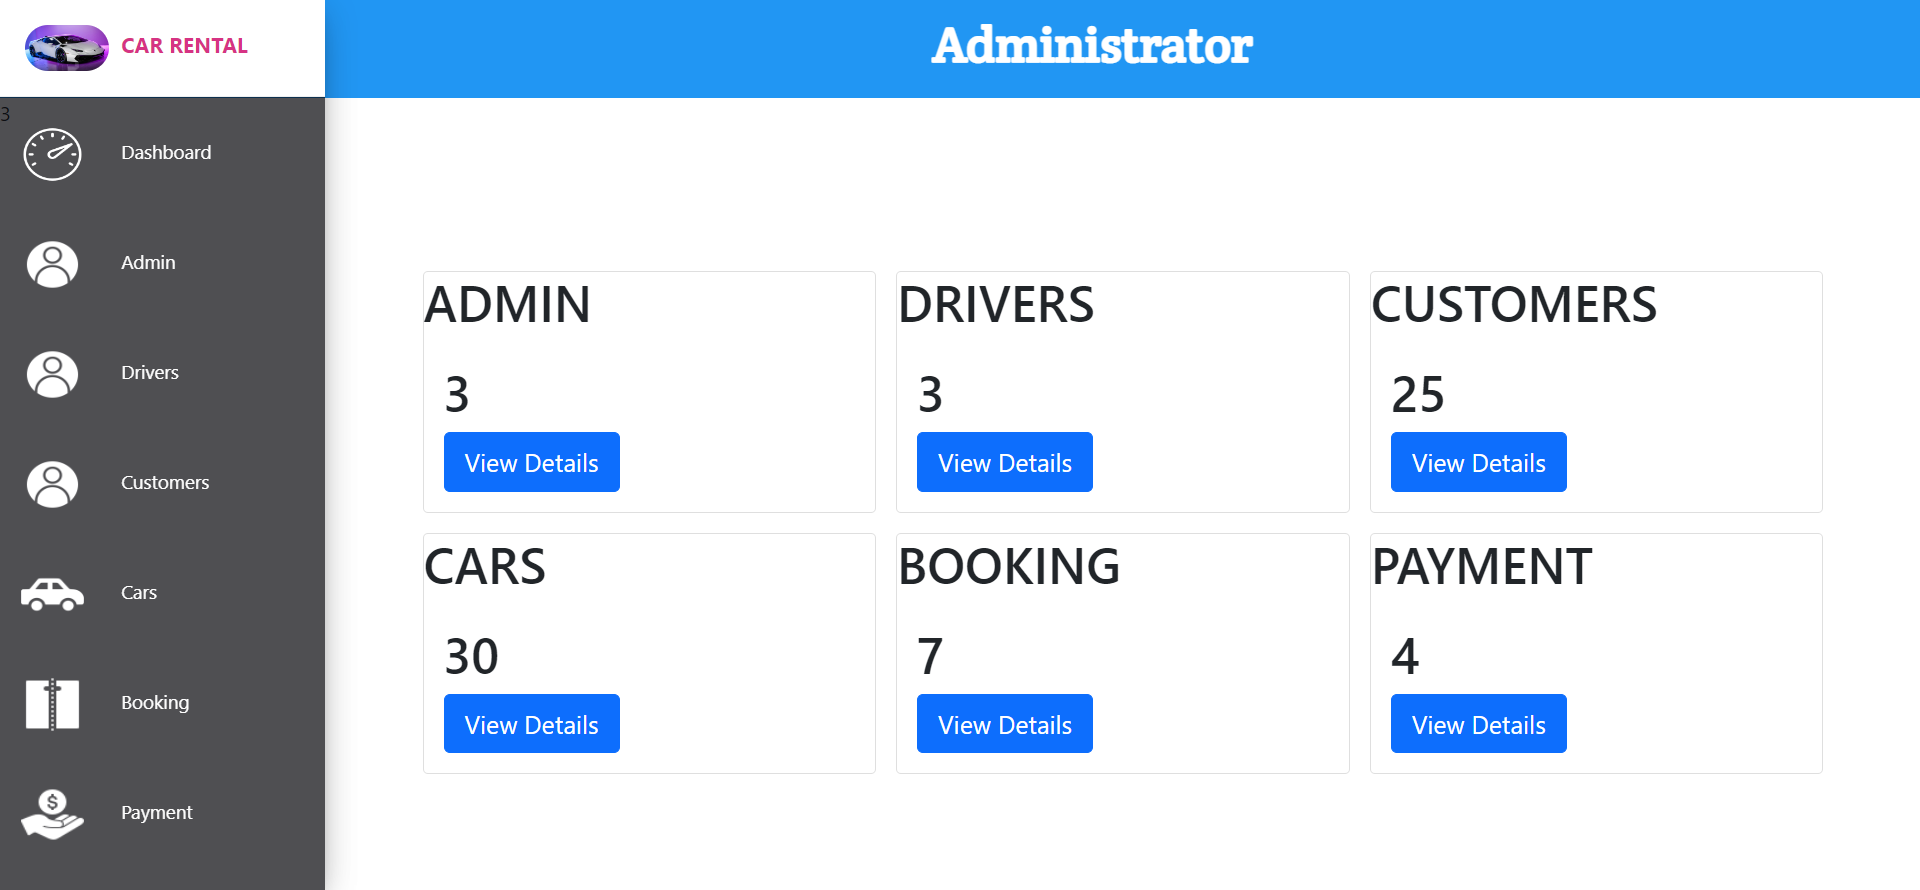 CAR RENTAL
Administrator
3
Dashboard
Admin
Drivers
Customers
Cars
Booking
$
Payment
ADMIN
3
View Details
DRIVERS
3
View Details
CUSTOMERS
25
View Details
CARS
30
View Details
BOOKING
7
View Details
PAYMENT
4
View Details